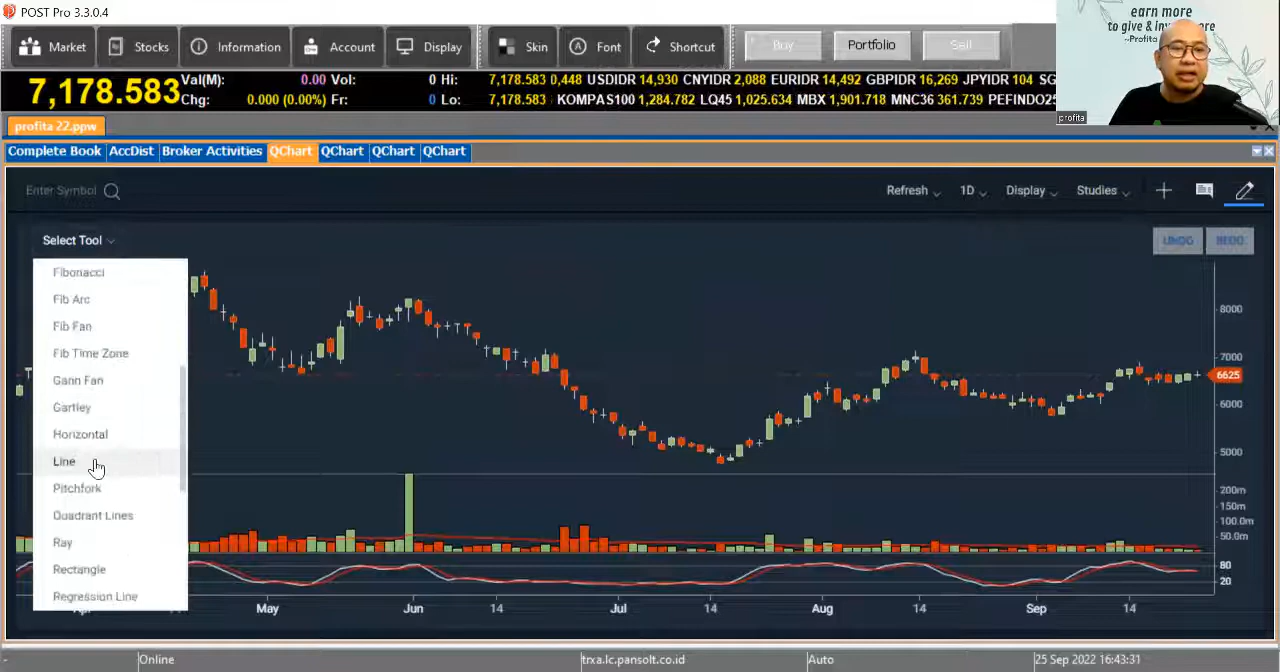 POST Pro 3.3.0.4
Market Stocks Information Account Display Skin Font Shortcut Buy Portfolio Sell
earn more
to give & inv re
~Profita
profita
7,178.583 Val(M): 0.00 Vol: 0 Hi: 7,178.583 0,448 USDIDR 14,930 CNYIDR 2,088 EURIDR 14,492 GBPIDR 16,269 JPYIDR 104 SG
Chg: 0.000 (0.00%) Fr: 0 Lo: 7,178.583 KOMPAS100 1,284.782 LQ45 1,025.634 MBX 1,901.718 MNC36 361.739 PEFINDO25
profita 22.ppw
Complete Book AccDist Broker Activities QChart QChart QChart QChart
Enter Symbol Refresh 1D Display Studies
Select Tool UNDO REDO
Fibonacci
Fib Arc
Fib Fan
Fib Time Zone
Gann Fan
Gartley
Horizontal
Line
Pitchfork
Quadrant Lines
Ray
Rectangle
Regression Line
8000
7000
6625
6000
5000
200m
150m
100.0m
50.0m
80
20
May Jun 14 Jul 14 Aug 14 Sep 14
- Online trxa.lc.pansolt.co.id Auto 25 Sep 2022 16:43:31